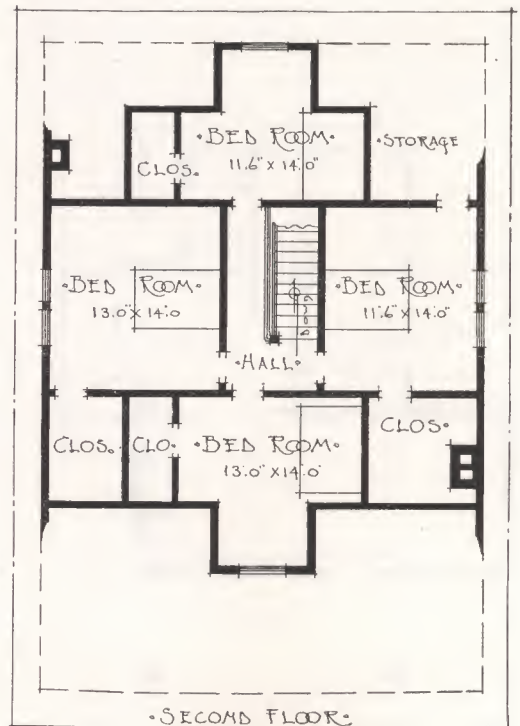 ·BED ROOM·
11'.6" x 14'.0"
·STORAGE
CLOS.
·BED ROOM·
13'.0" x 14'.0
·BED ROOM·
11'.6" x 14'.0"
DOWN
·HALL·
CLOS.
CLO.
·BED ROOM·
13'.0" x 14'.0"
CLOS·
·SECOND FLOOR·